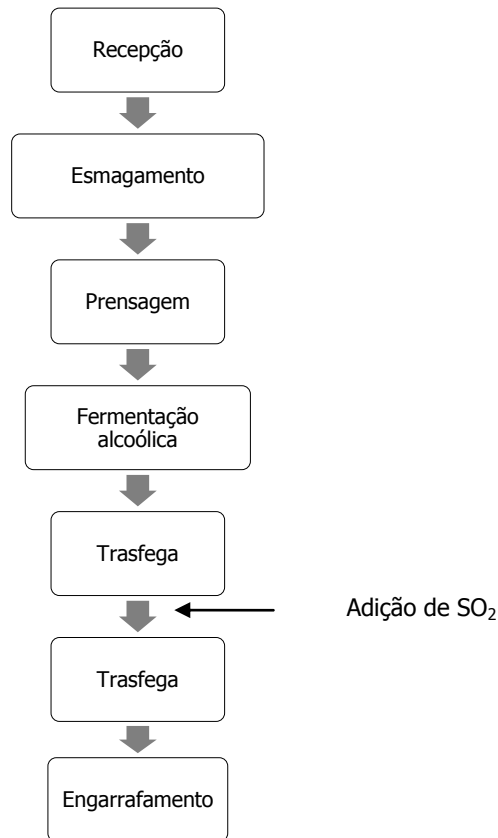 Recepção
Esmagamento
Prensagem
Fermentação
alcoólica
Trasfega
Adição de SO₂
Trasfega
Engarrafamento